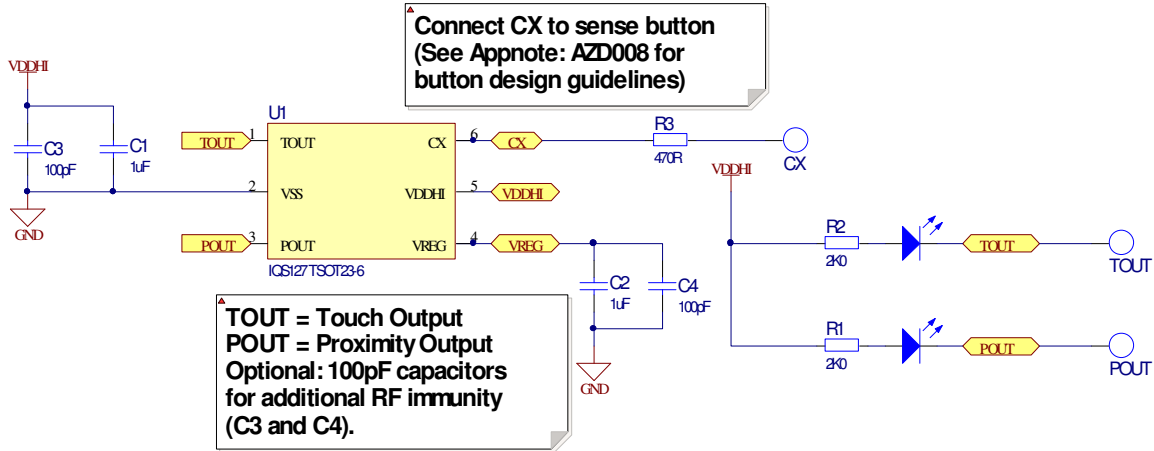 Connect CX to sense button
(See Appnote: AZD008 for
button design guidelines)
VDDHI
C3
100pF
C1
1uF
GND
U1
TOUT
1
TOUT
CX
6
CX
R3
470R
CX
2
VSS
VDDHI
5
VDDHI
POUT
3
POUT
VREG
4
VREG
IQS127 TSOT23-6
C2
1uF
C4
100pF
GND
VDDHI
R2
2K0
TOUT
TOUT
R1
2K0
POUT
POUT
TOUT = Touch Output
POUT = Proximity Output
Optional: 100pF capacitors
for additional RF immunity
(C3 and C4).